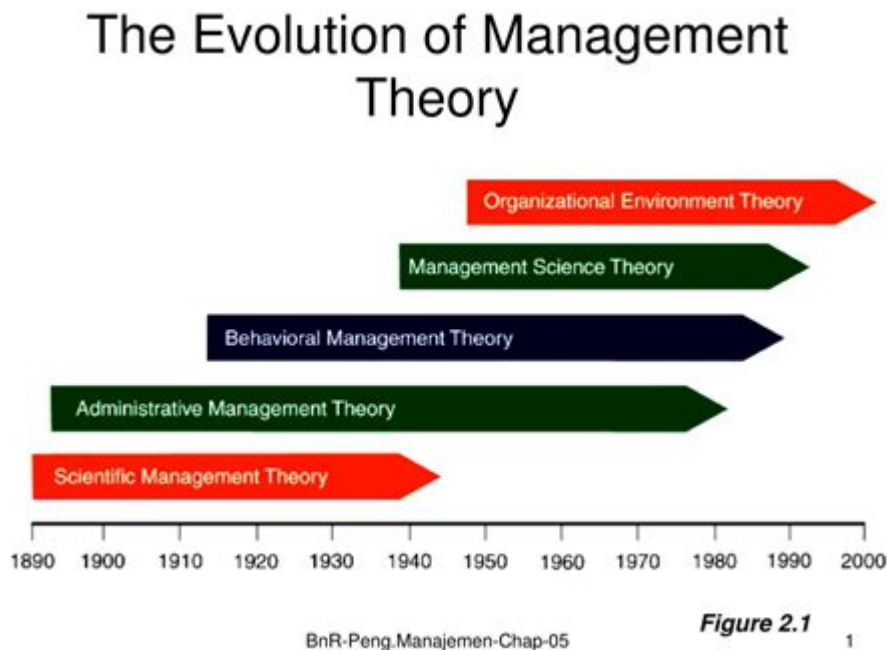 The Evolution of Management
Theory
Organizational Environment Theory
Management Science Theory
Behavioral Management Theory
Administrative Management Theory
Scientific Management Theory
1890 1900 1910 1920 1930 1940 1950 1960 1970 1980 1990 2000
Figure 2.1
BnR-Peng.Manajemen-Chap-05 1